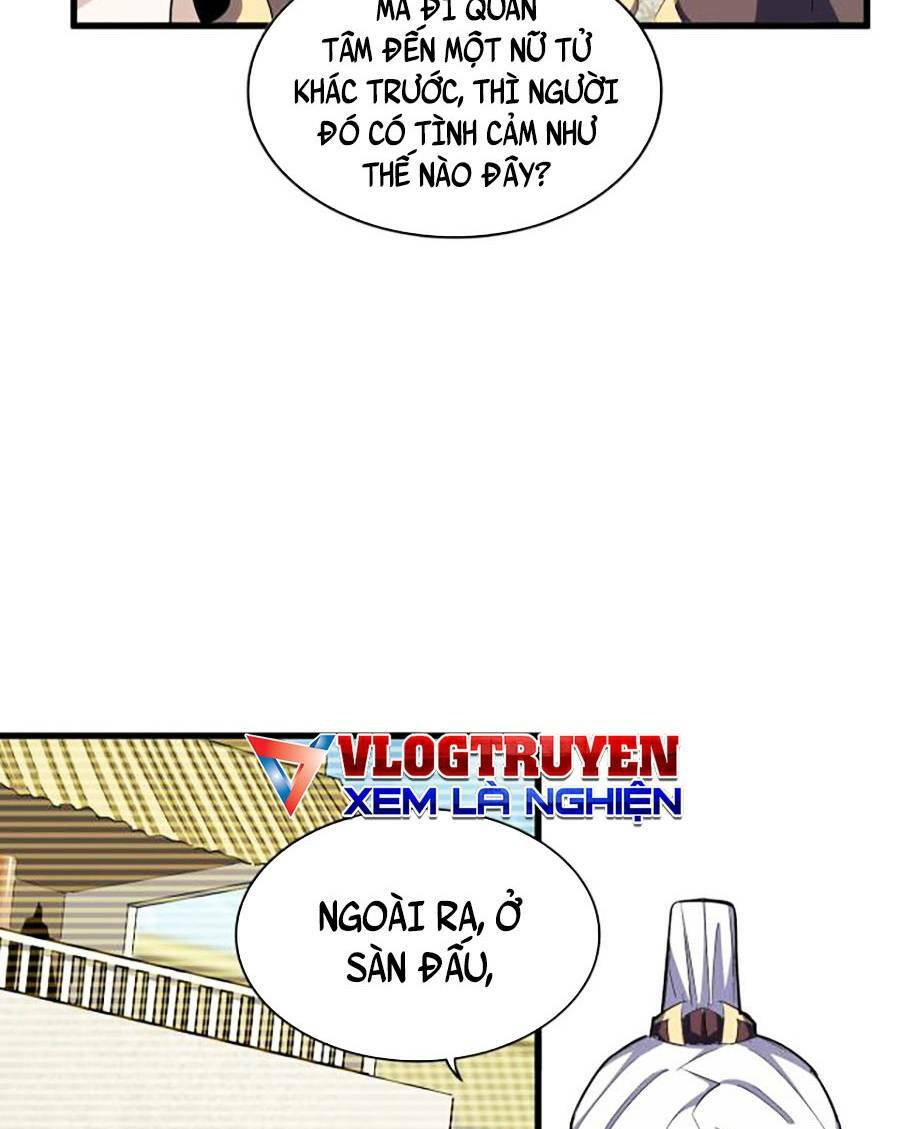 MÀ ĐI QUAN
TÂM ĐẾN MỘT NỮ TỬ
KHÁC TRƯỚC, THÌ NGƯỜI
ĐÓ CÓ TÌNH CẢM NHƯ
THẾ NÀO ĐÂY?
VLOGTRUYEN
XEM LÀ NGHIỆN
NGOÀI RA, Ở
SÀN ĐẤU,